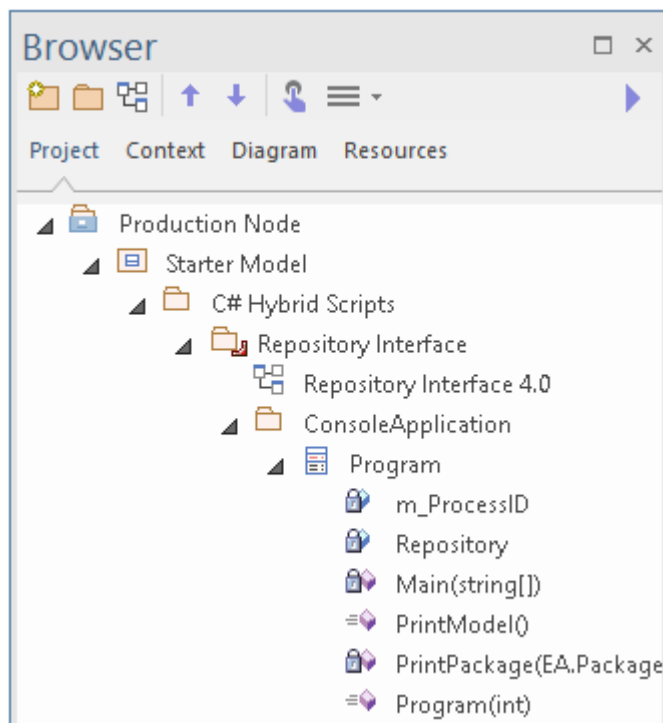 Browser
Project Context Diagram Resources
Production Node
Starter Model
C# Hybrid Scripts
Repository Interface
Repository Interface 4.0
ConsoleApplication
Program
m_ProcessID
Repository
Main(string[])
PrintModel()
PrintPackage(EA.Package
Program(int)